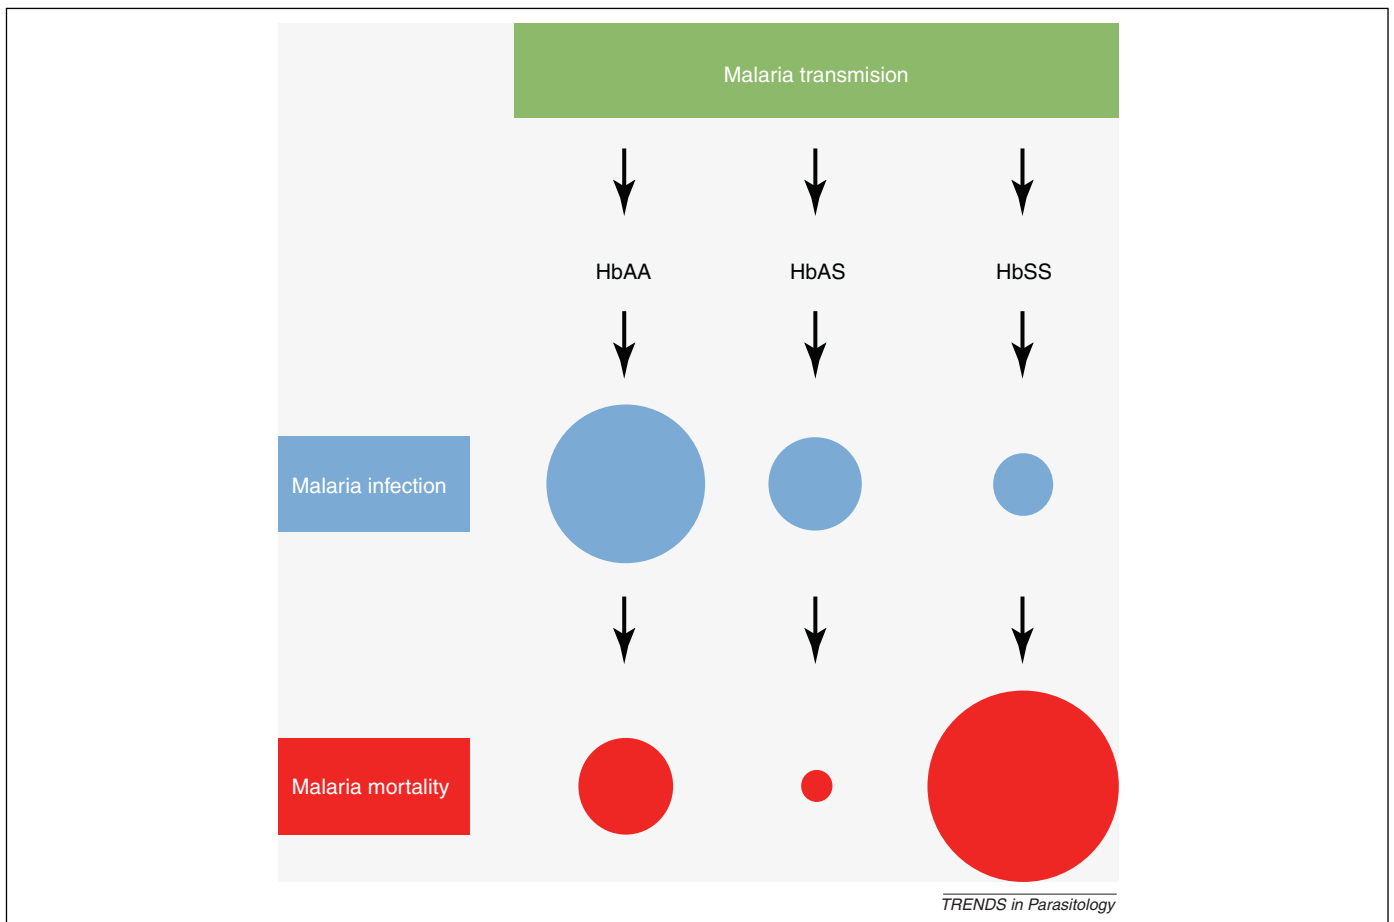 Malaria transmision
HbAA
HbAS
HbSS
Malaria infection
Malaria mortality
TRENDS in Parasitology